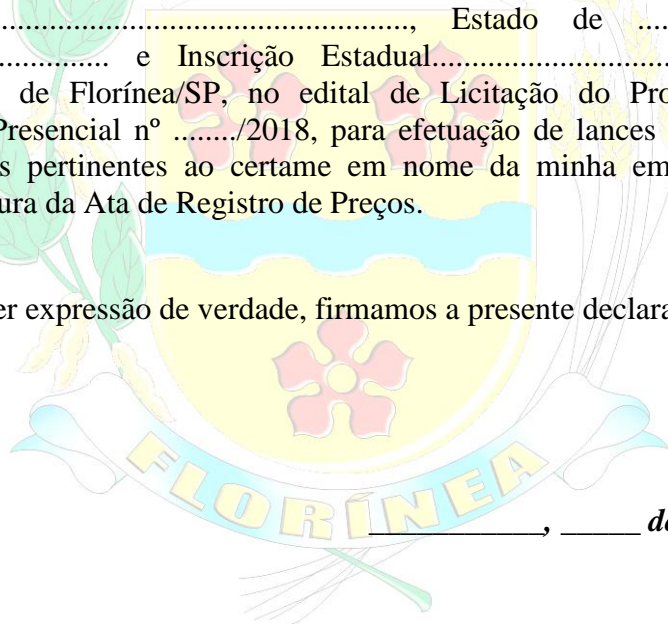 ...................................................., Estado de .....
.............. e Inscrição Estadual..............................
de Florínea/SP, no edital de Licitação do Pro
Presencial nº ......../2018, para efetuação de lances
s pertinentes ao certame em nome da minha em
ura da Ata de Registro de Preços.
er expressão de verdade, firmamos a presente declara
FLORÍNEA
___________, _____ de